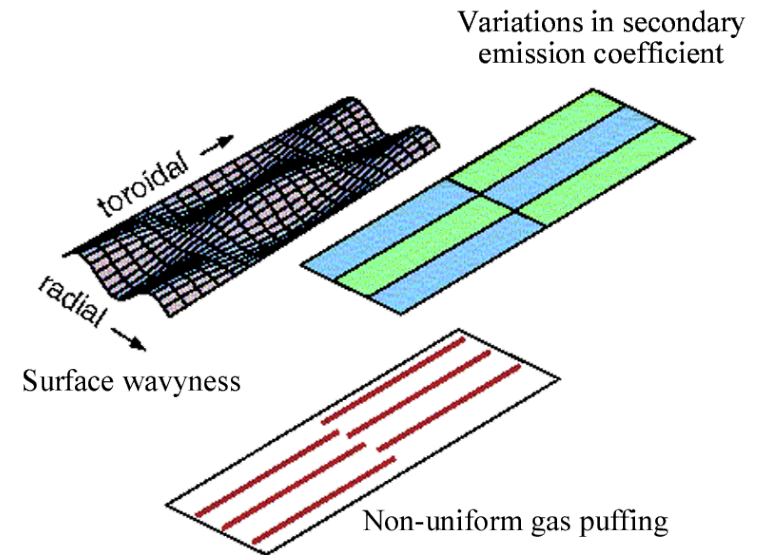 Variations in secondary
emission coefficient
toroidal
radial
Surface wavyness
Non-uniform gas puffing